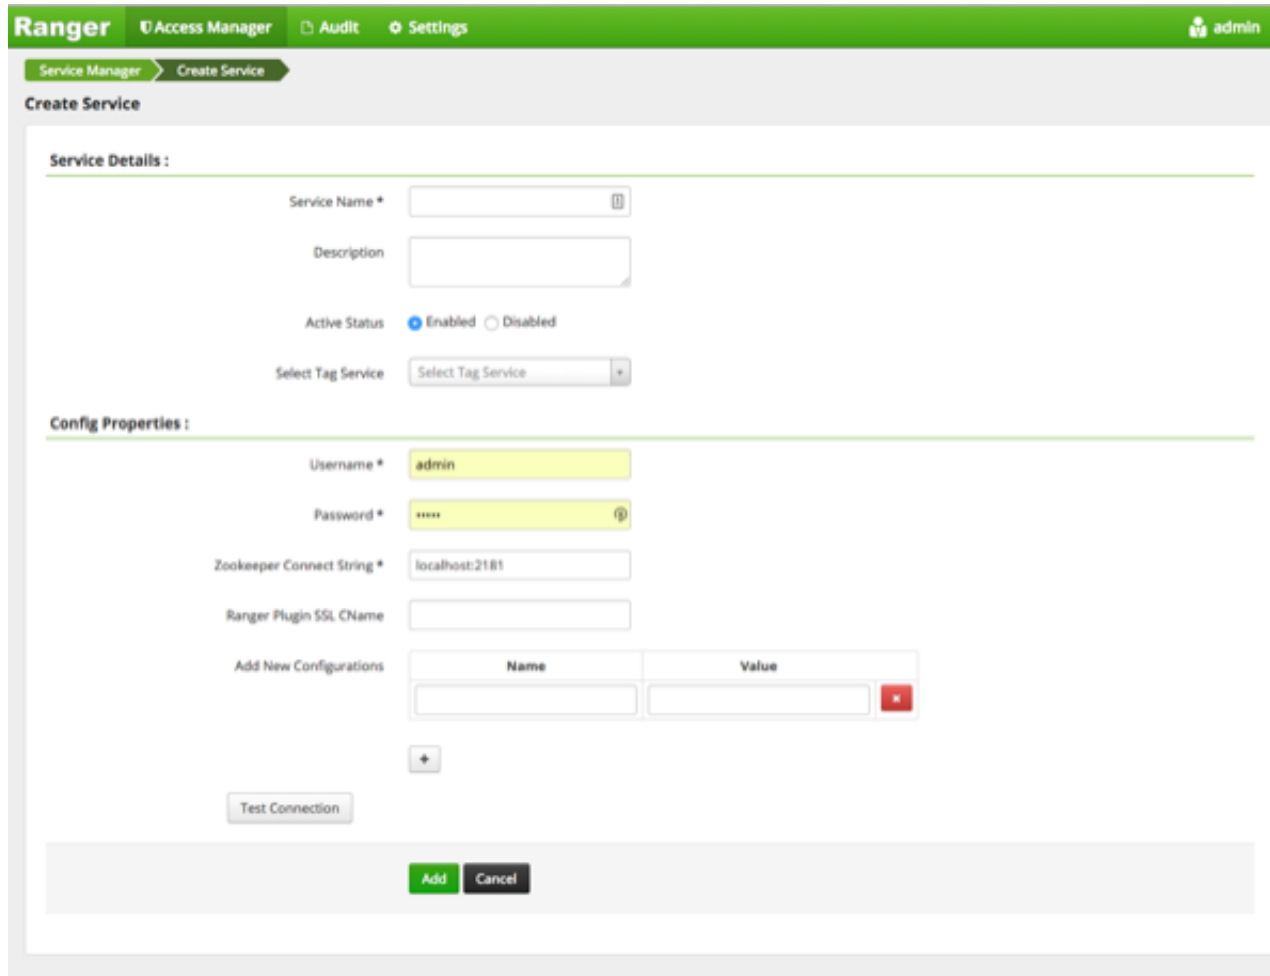 Ranger Access Manager Audit Settings admin
Service Manager Create Service
Create Service
Service Details :
Service Name *
Description
Active Status Enabled Disabled
Select Tag Service Select Tag Service
Config Properties :
Username * admin
Password * •••••
Zookeeper Connect String * localhost:2181
Ranger Plugin SSL CName
Add New Configurations Name Value
+
Test Connection
Add Cancel